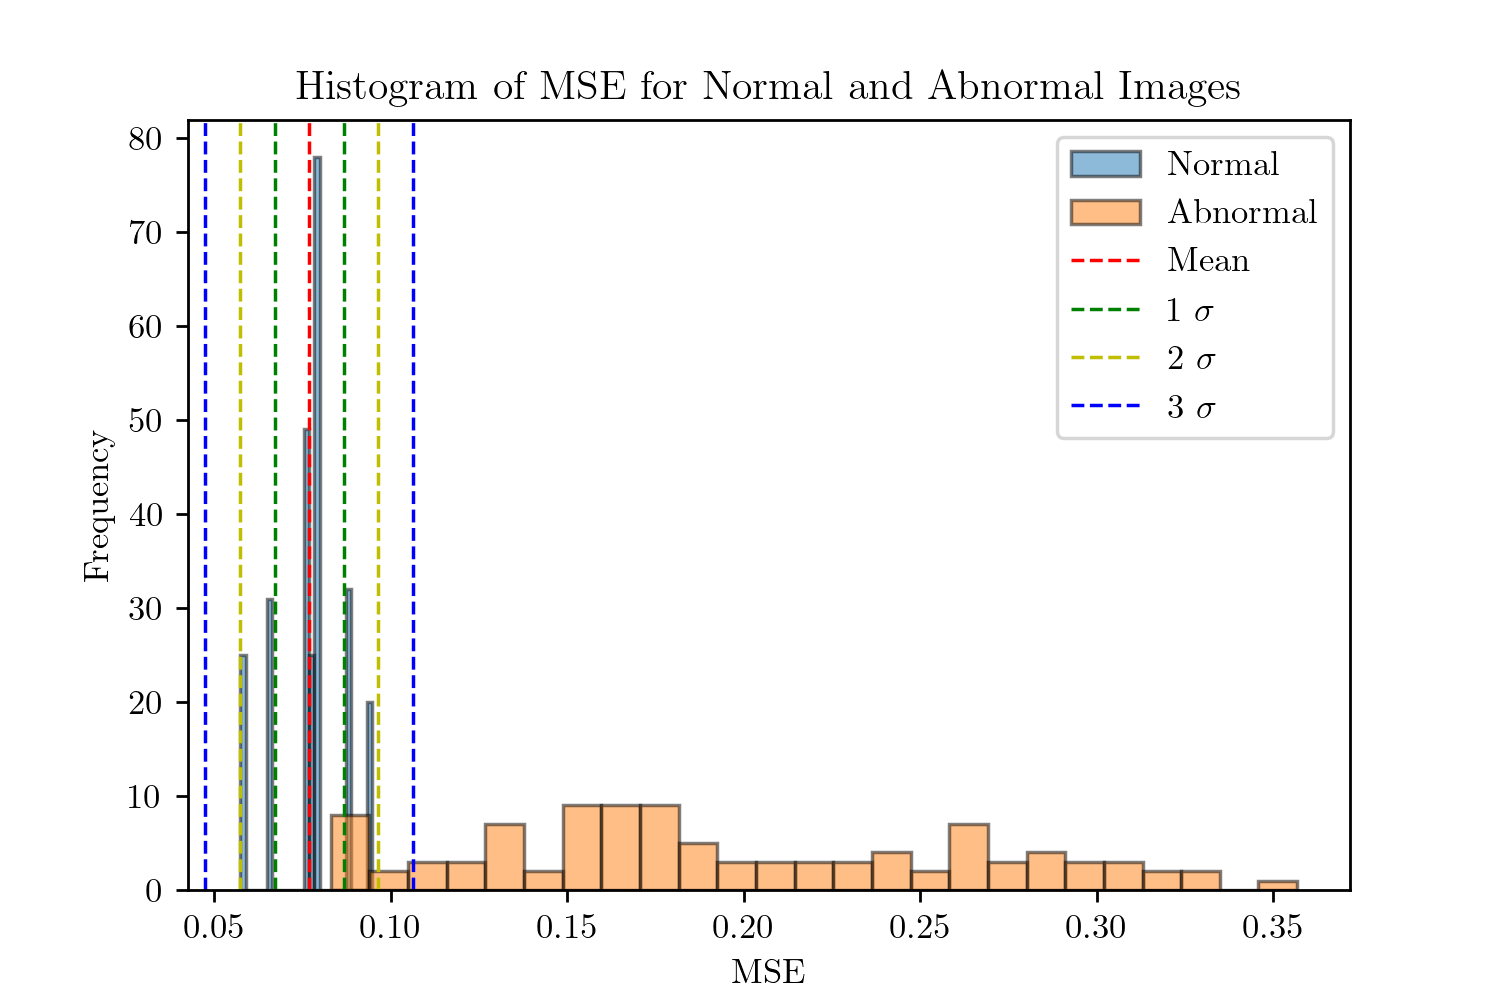 Histogram of MSE for Normal and Abnormal Images
80
70
60
50
40
30
20
10
0
Frequency
Normal
Abnormal
Mean
1 σ
2 σ
3 σ
0.05 0.10 0.15 0.20 0.25 0.30 0.35
MSE